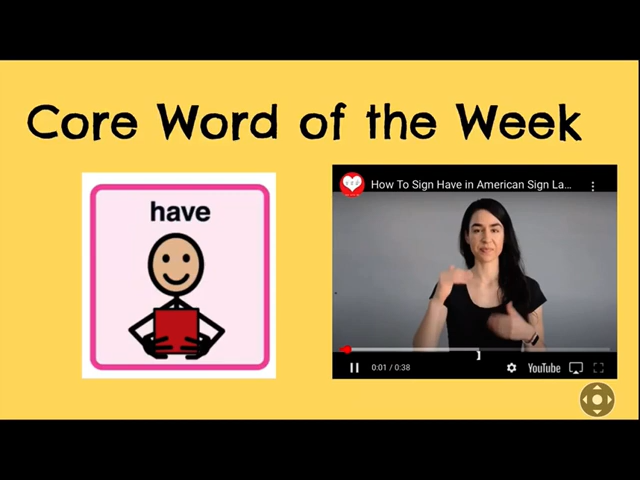 Core Word of the Week
have
How To Sign Have in American Sign La...
0:01 / 0:38
YouTube